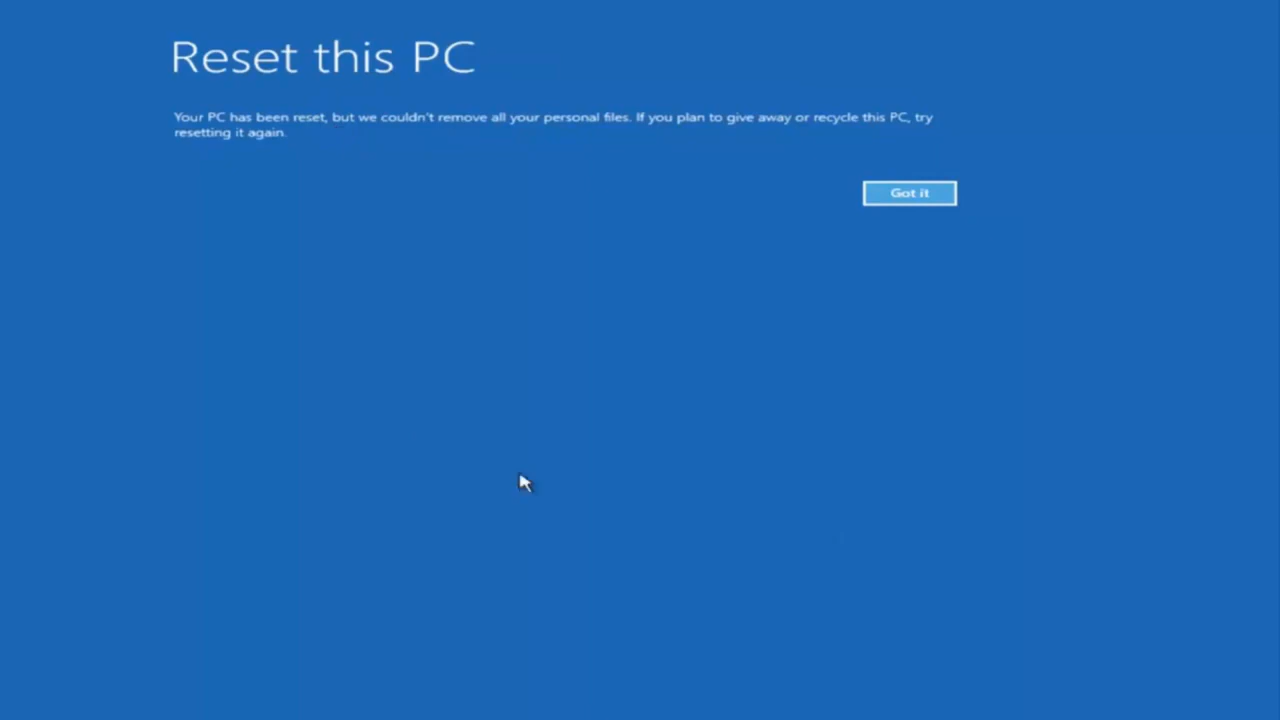 Reset this PC
Your PC has been reset, but we couldn't remove all your personal files. If you plan to give away or recycle this PC, try
resetting it again.
Got it